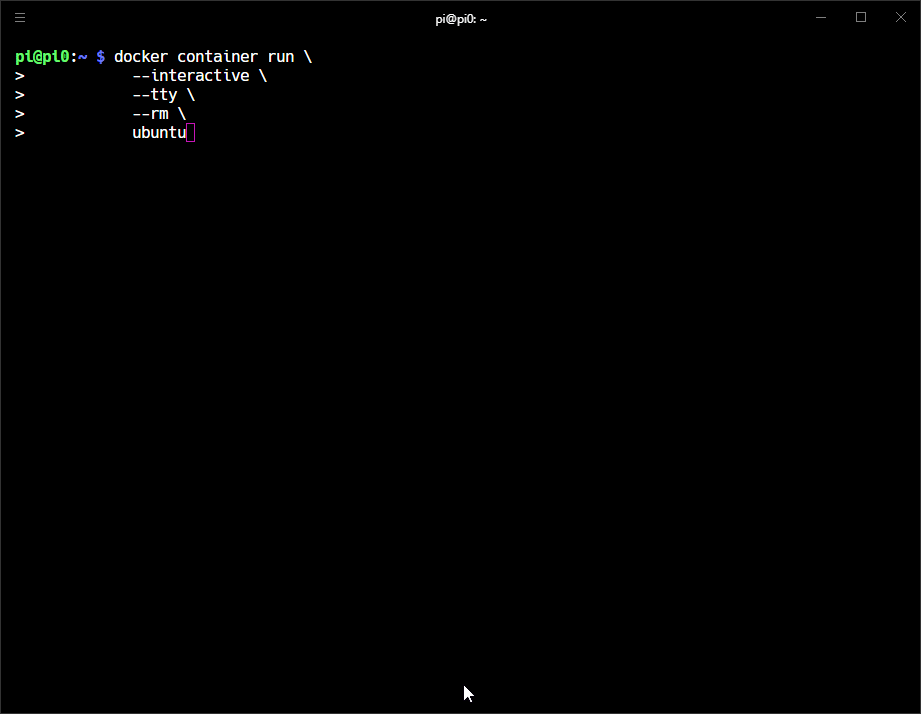 pi@pi0: ~
pi@pi0:~ $ docker container run \
>            --interactive \
>            --tty \
>            --rm \
>            ubuntu